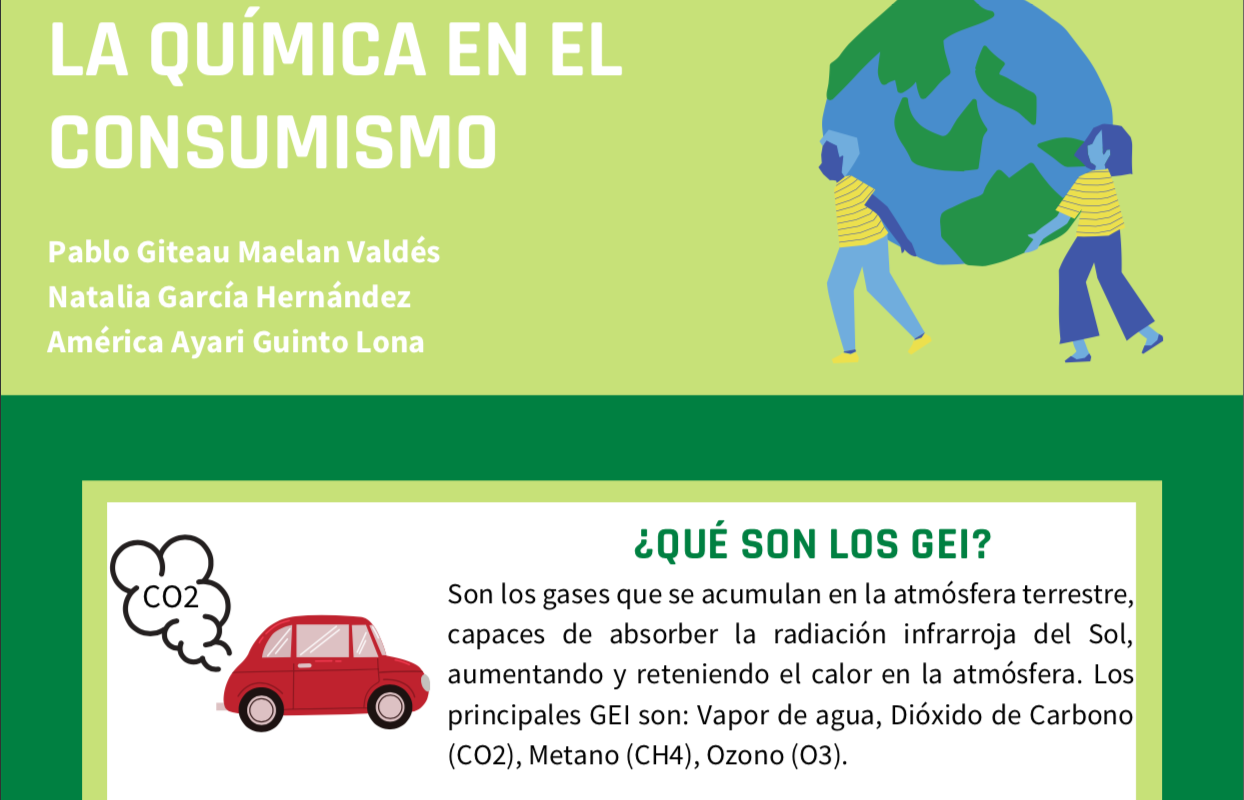 LA QUÍMICA EN EL
CONSUMISMO
Pablo Giteau Maelan Valdés
Natalia García Hernández
América Ayari Guinto Lona
CO2
¿QUÉ SON LOS GEI?
Son los gases que se acumulan en la atmósfera terrestre,
capaces de absorber la radiación infrarroja del Sol,
aumentando y reteniendo el calor en la atmósfera. Los
principales GEI son: Vapor de agua, Dióxido de Carbono
(CO2), Metano (CH4), Ozono (O3).